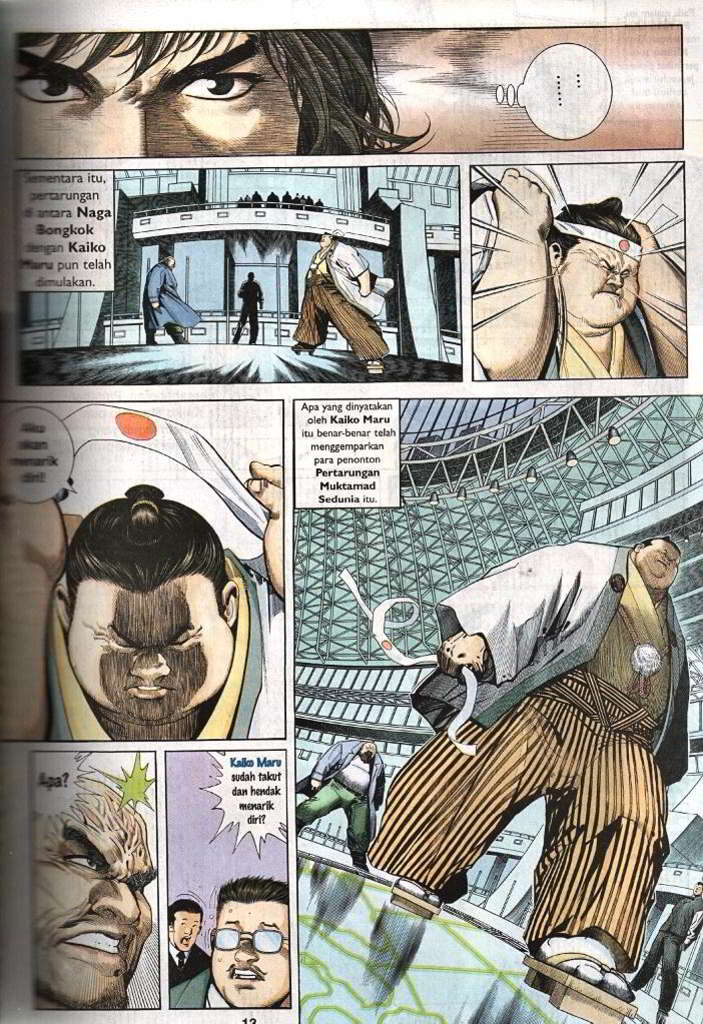 Sementara itu,
pertarungan
di antara Naga
Bongkok
dengan Kaiko
Maru pun telah
dimulakan.
Aku
akan
menarik
diri!
Apa yang dinyatakan
oleh Kaiko Maru
itu benar-benar telah
menggemparkan
para penonton
Pertarungan
Muktamad
Sedunia itu.
Apa?
Kaiko Maru
sudah takut
dan hendak
menarik
diri?
13